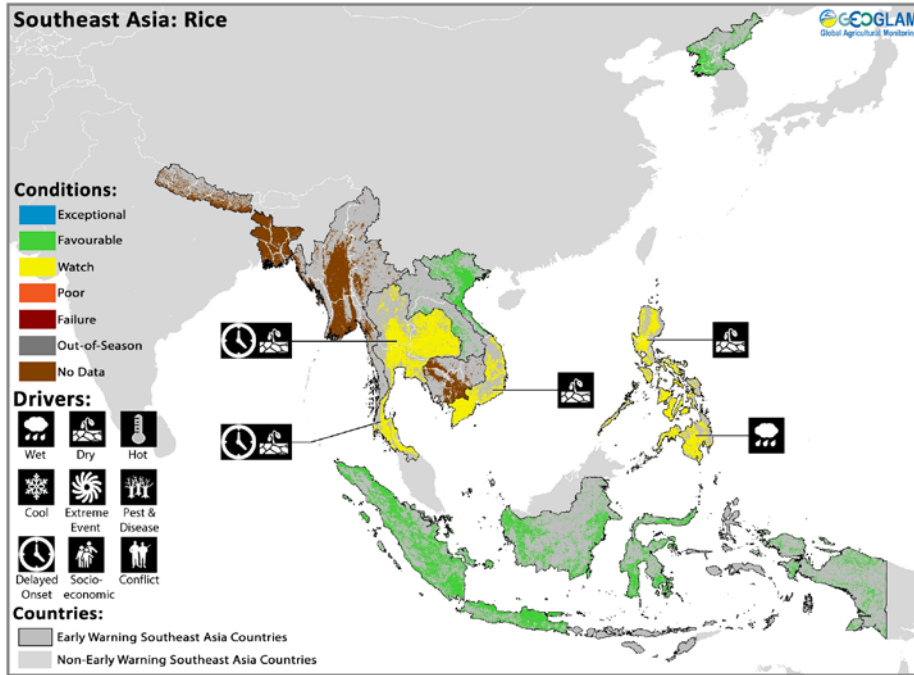 Southeast Asia: Rice
GEOGLAM
Global Agricultural Monitoring
Conditions:
Exceptional
Favourable
Watch
Poor
Failure
Out-of-Season
No Data
Drivers:
Wet
Dry
Hot
Cool
Extreme
Event
Pest &
Disease
Delayed
Onset
Socio-
economic
Conflict
Countries:
Early Warning Southeast Asia Countries
Non-Early Warning Southeast Asia Countries